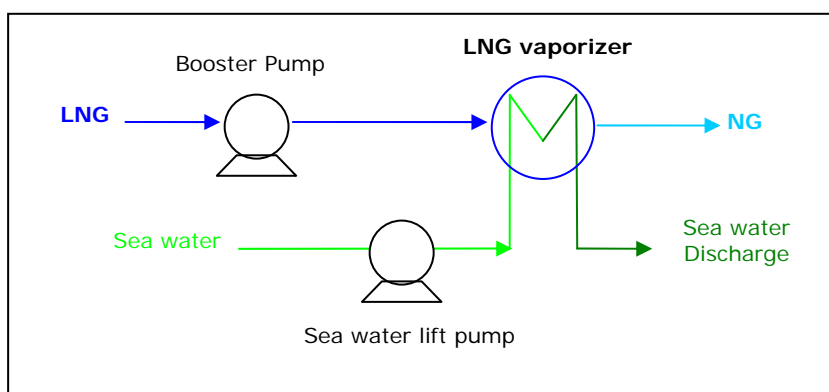 LNG vaporizer
Booster Pump
LNG
NG
Sea water
Sea water
Discharge
Sea water lift pump